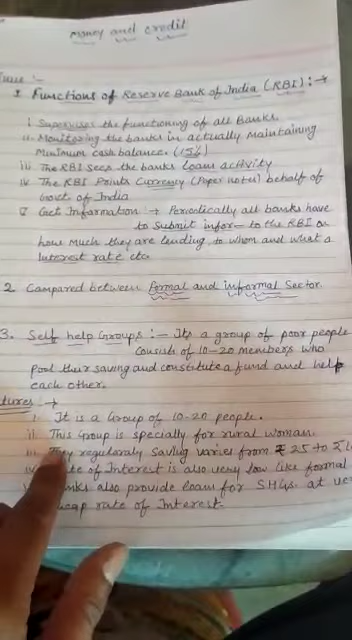 Money and credit
1. Functions of Reserve Bank of India (RBI) :→
i. Supervises the functioning of all Banks.
ii. Monitoring the banks in actually maintaining
Minimum cash balance. (15%)
iii The RBI sees the banks loans activity
iv The RBI Prints Currency (Paper notes) behalf of
Govt of India
V Get Information → Periodically all banks have
to submit infor= to the RBI on
how much they are lending, to whom and what a
Interest rate etc.
2. Compared between formal and informal Sector.
3. Self help Groups :- Its a group of poor people
Consists of 10-20 members who
Pool their saving and constitute a fund and help
each other.
tures :→
i. It is a Group of 10-20 people.
ii This Group is specially for rural woman.
iii They regularaly saving varies from ₹ 25 to ₹
of Interest is also very low like formal
also provide loan for SHGs at
rate of Interest.